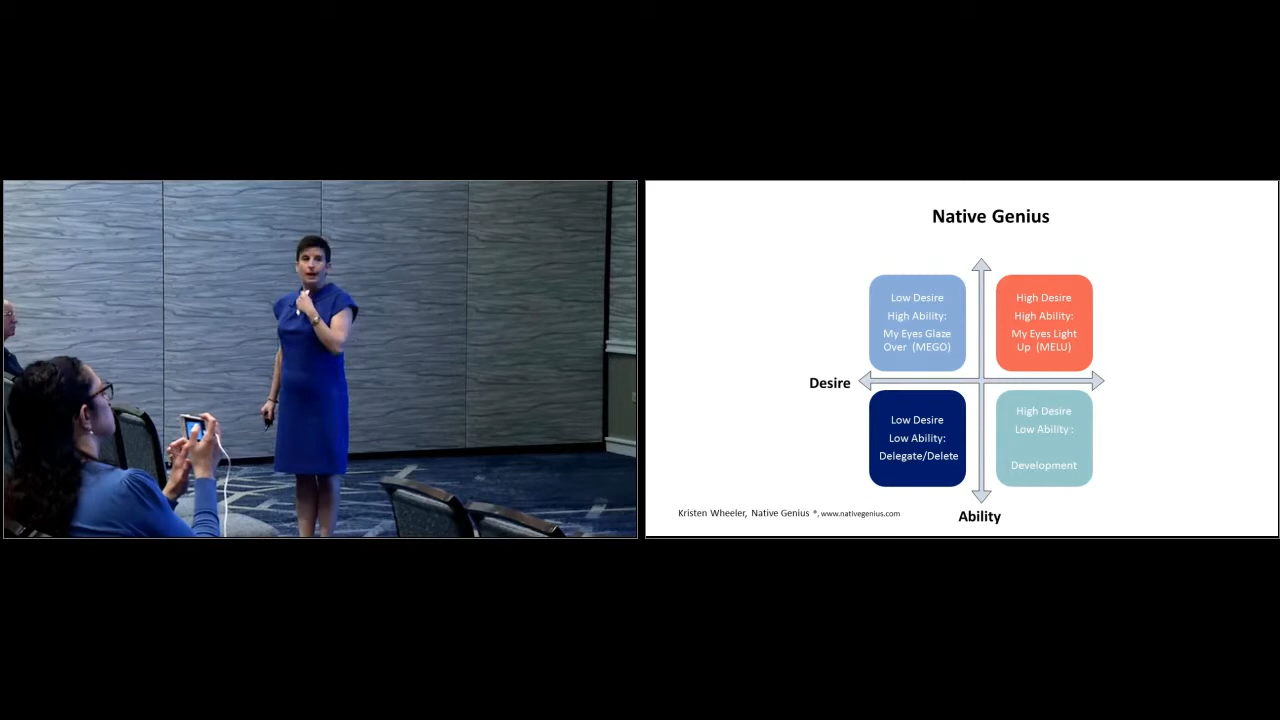 Native Genius
Low Desire
High Ability:
My Eyes Glaze
Over (MEGO)
High Desire
High Ability:
My Eyes Light
Up (MELU)
Desire
Low Desire
Low Ability:
Delegate/Delete
High Desire
Low Ability :
Development
Kristen Wheeler, Native Genius ®, www.nativegenius.com
Ability